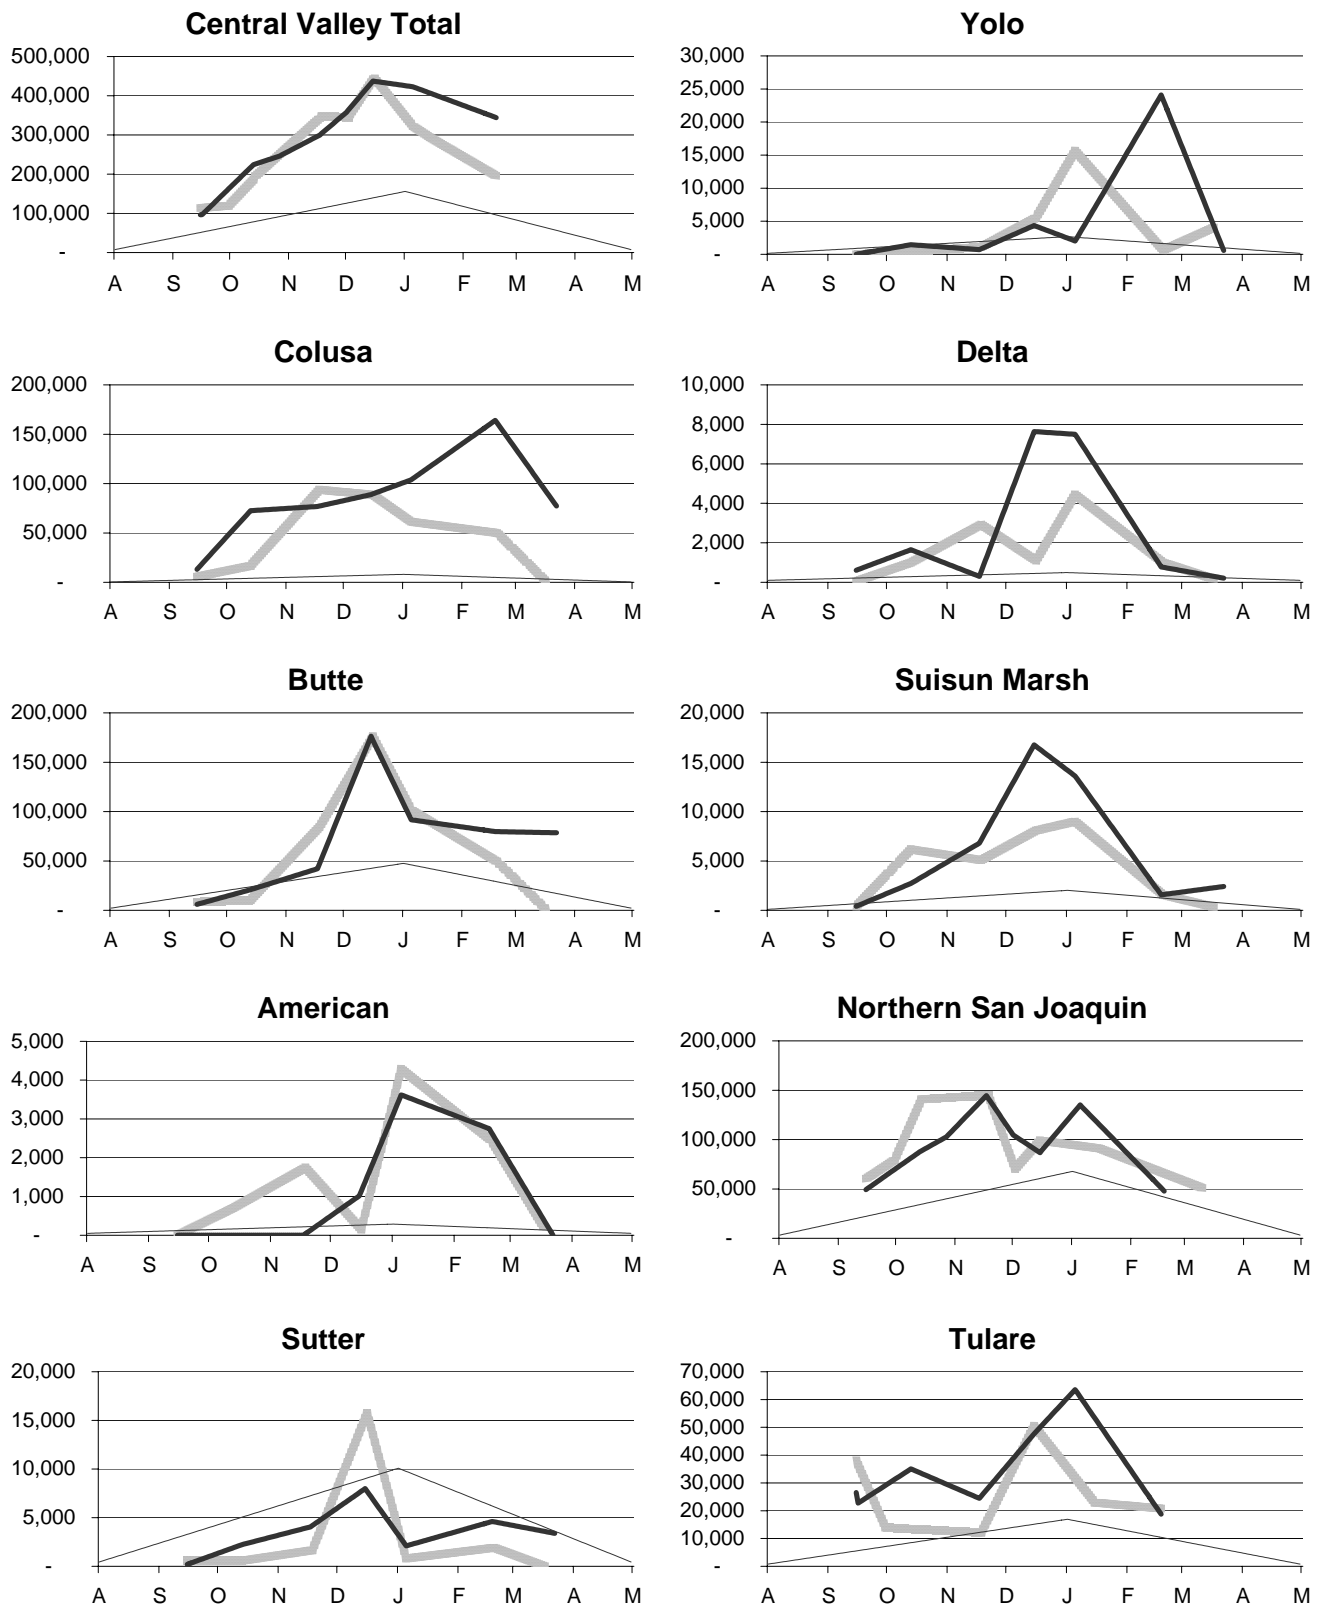 Central Valley Total
500,000
400,000
300,000
200,000
100,000
-
A S O N D J F M A M
Yolo
30,000
25,000
20,000
15,000
10,000
5,000
-
A S O N D J F M A M
Colusa
200,000
150,000
100,000
50,000
-
A S O N D J F M A M
Delta
10,000
8,000
6,000
4,000
2,000
-
A S O N D J F M A M
Butte
200,000
150,000
100,000
50,000
-
A S O N D J F M A M
Suisun Marsh
20,000
15,000
10,000
5,000
-
A S O N D J F M A M
American
5,000
4,000
3,000
2,000
1,000
-
A S O N D J F M A M
Northern San Joaquin
200,000
150,000
100,000
50,000
-
A S O N D J F M A M
Sutter
20,000
15,000
10,000
5,000
-
A S O N D J F M A M
Tulare
70,000
60,000
50,000
40,000
30,000
20,000
10,000
-
A S O N D J F M A M